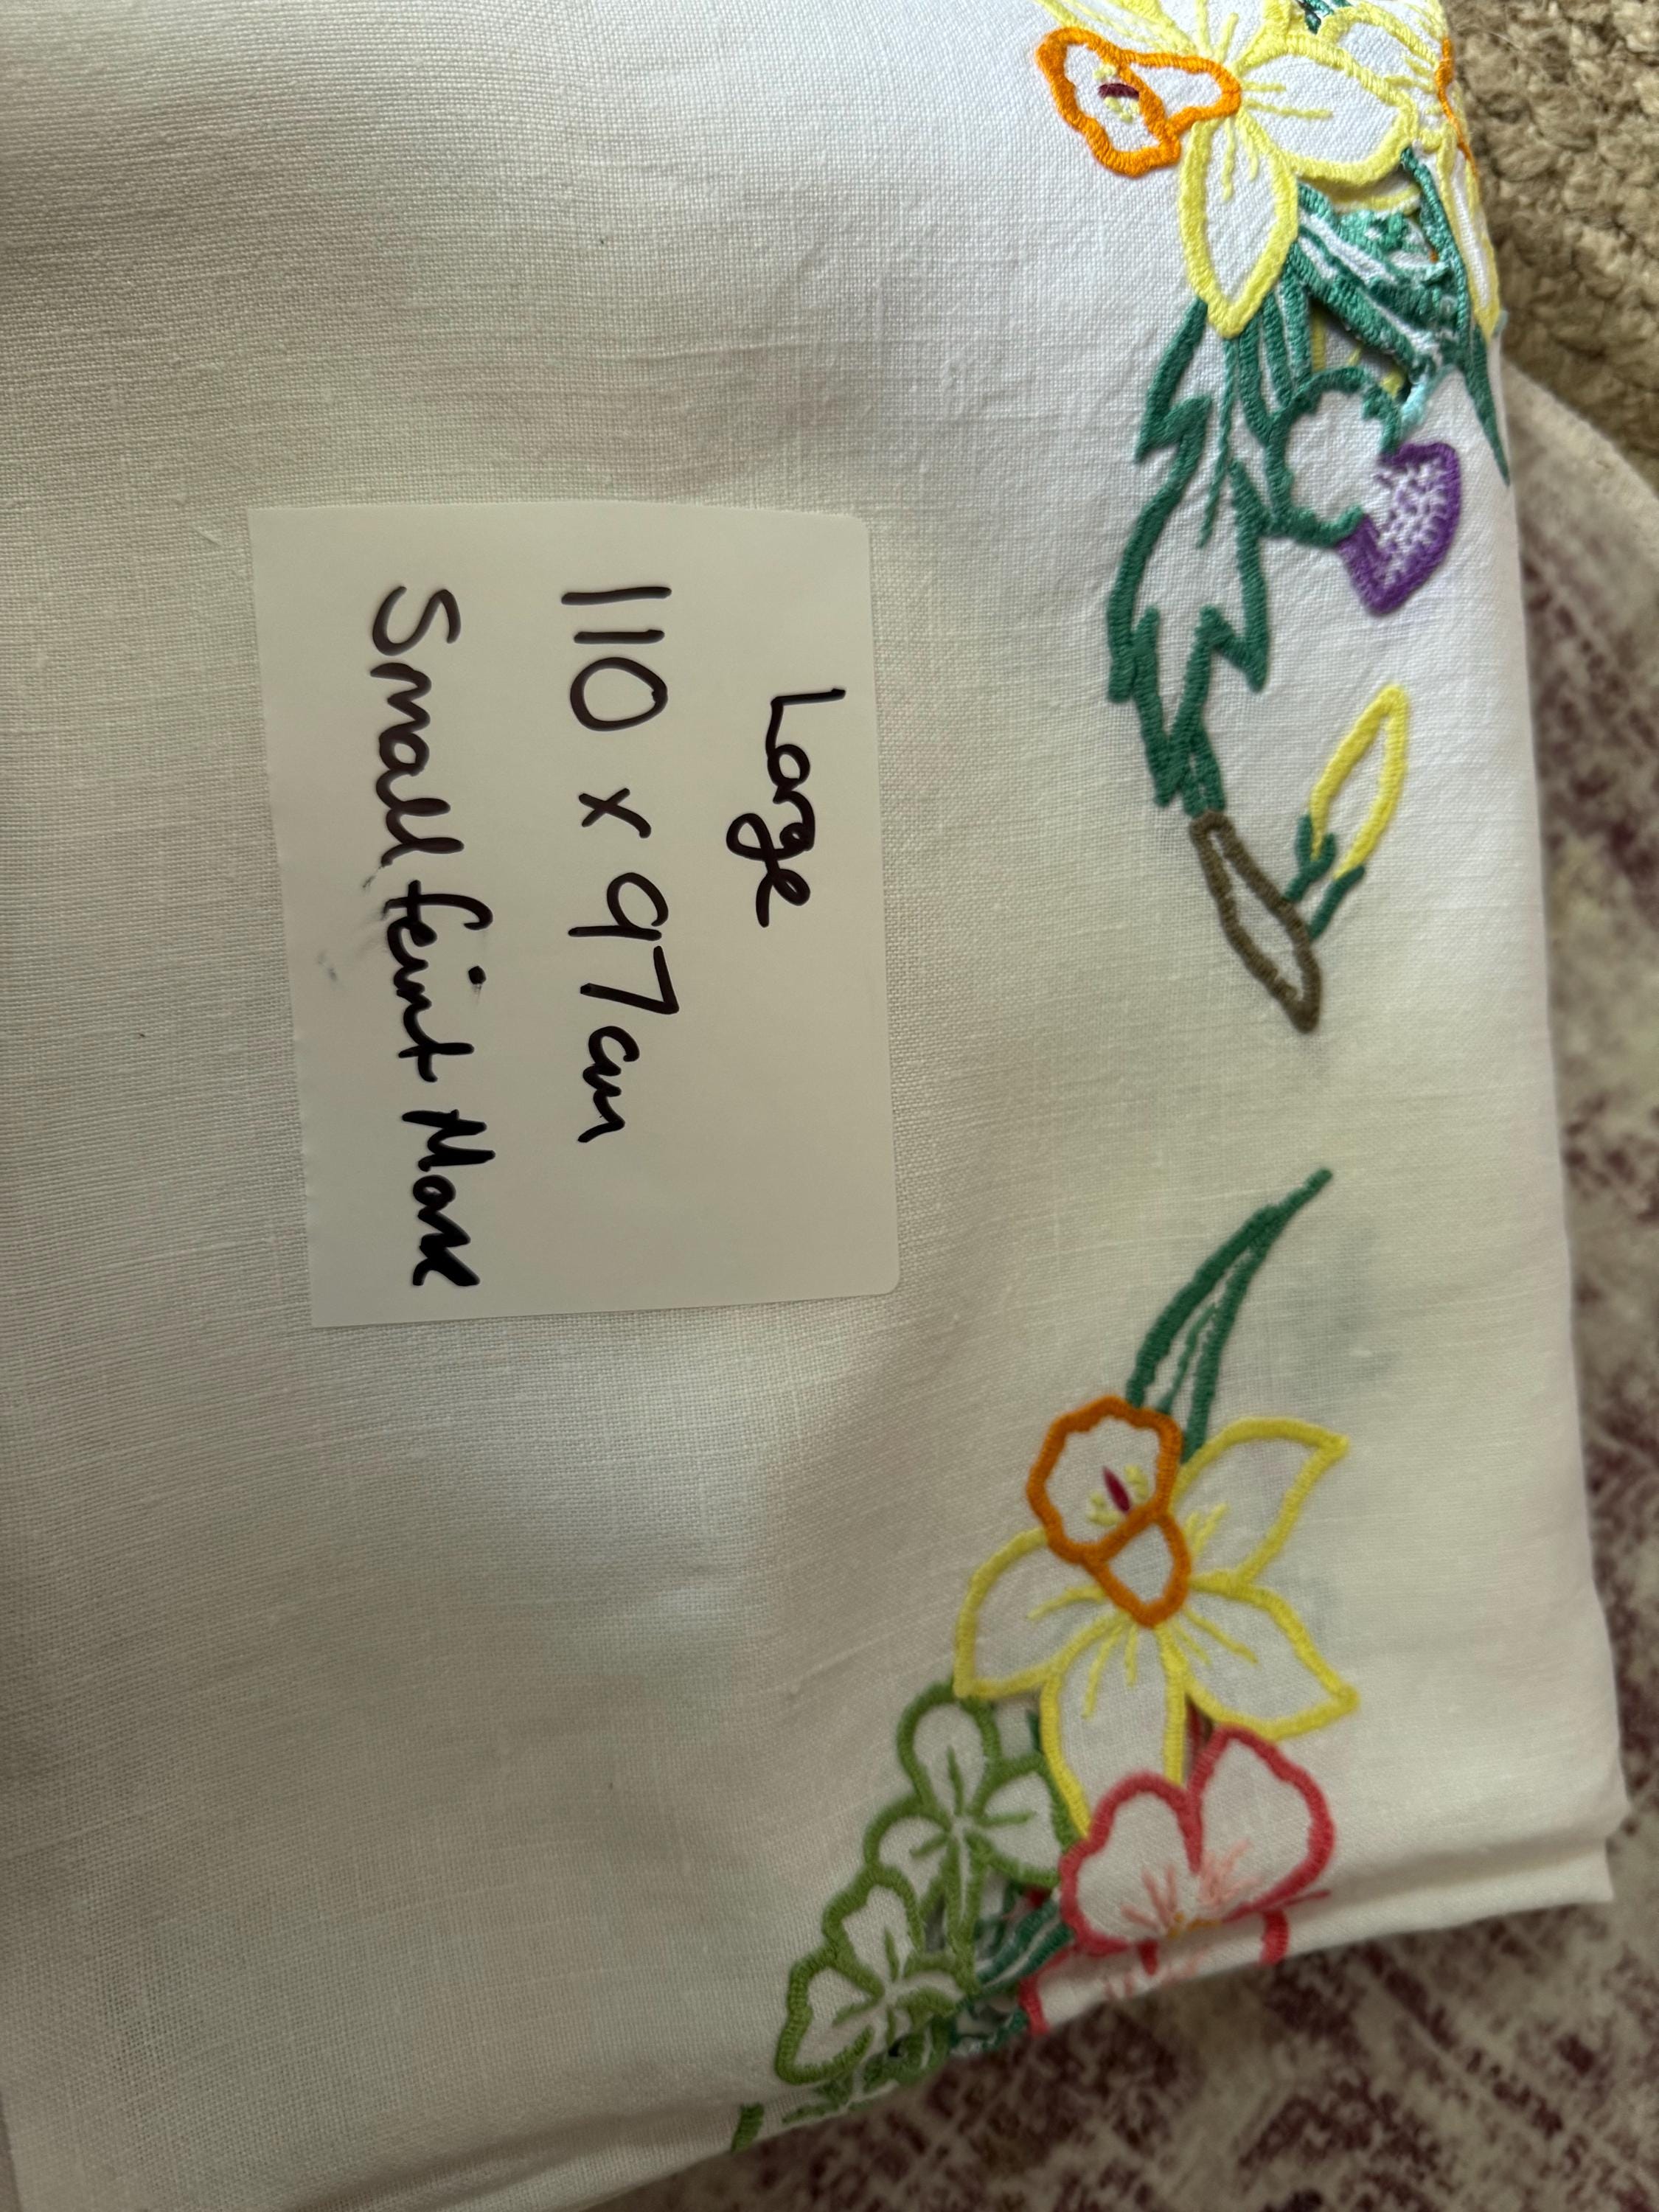 Large
110 x 97cm
Small feint Mark